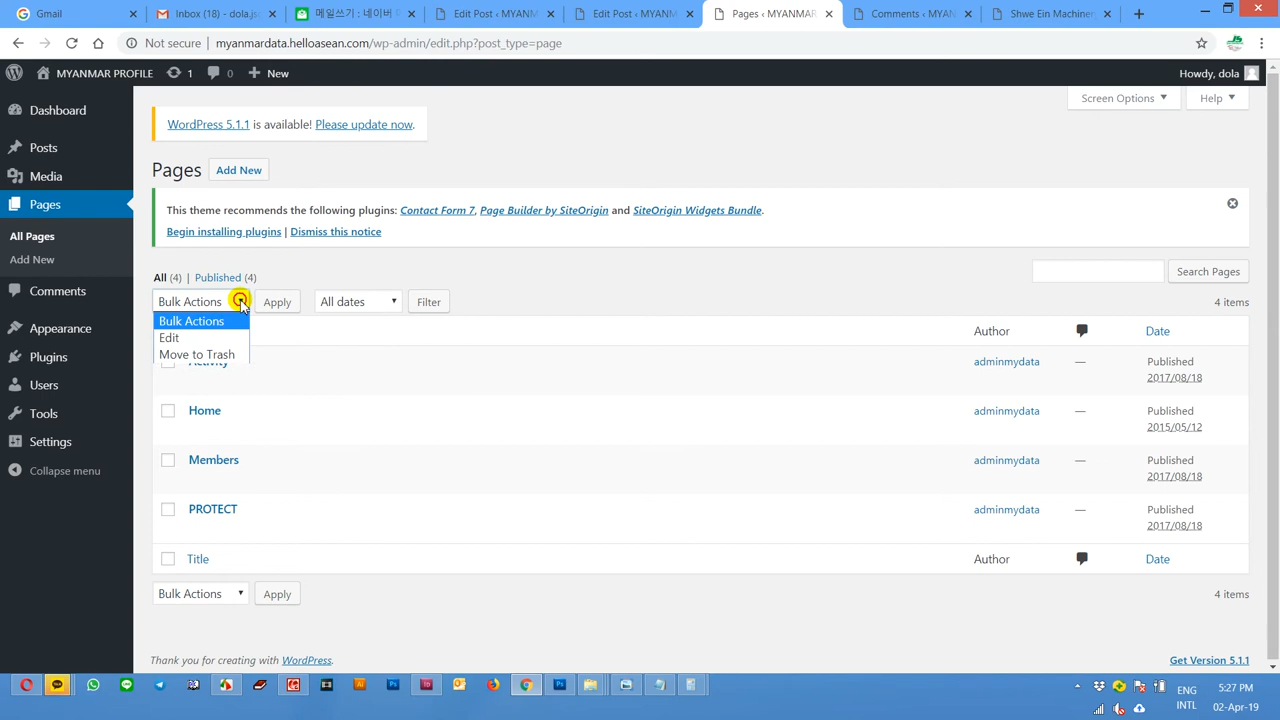 Gmail
Inbox (18) - dola.js
메일쓰기 : 네이버
Edit Post ‹ MYANM
Edit Post ‹ MYANM
Pages ‹ MYANMAR
Comments ‹ MYAN
Shwe Ein Machiner
Not secure
myanmardata.helloasean.com/wp-admin/edit.php?post_type=page
MYANMAR PROFILE
1
0
New
Howdy, dola
Screen Options
Help
WordPress 5.1.1 is available! Please update now.
Pages
Add New
This theme recommends the following plugins: Contact Form 7, Page Builder by SiteOrigin and SiteOrigin Widgets Bundle.
Begin installing plugins | Dismiss this notice
Dashboard
Posts
Media
Pages
All Pages
Add New
Comments
Appearance
Plugins
Users
Tools
Settings
Collapse menu
All (4) | Published (4)
Search Pages
Bulk Actions
Apply
All dates
Filter
4 items
Bulk Actions
Edit
Move to Trash
Author
Date
Activity
adminmydata
—
Published
2017/08/18
Home
adminmydata
—
Published
2015/05/12
Members
adminmydata
—
Published
2017/08/18
PROTECT
adminmydata
—
Published
2017/08/18
Title
Author
Date
Bulk Actions
Apply
4 items
Thank you for creating with WordPress.
Get Version 5.1.1
ENG
INTL
5:27 PM
02-Apr-19